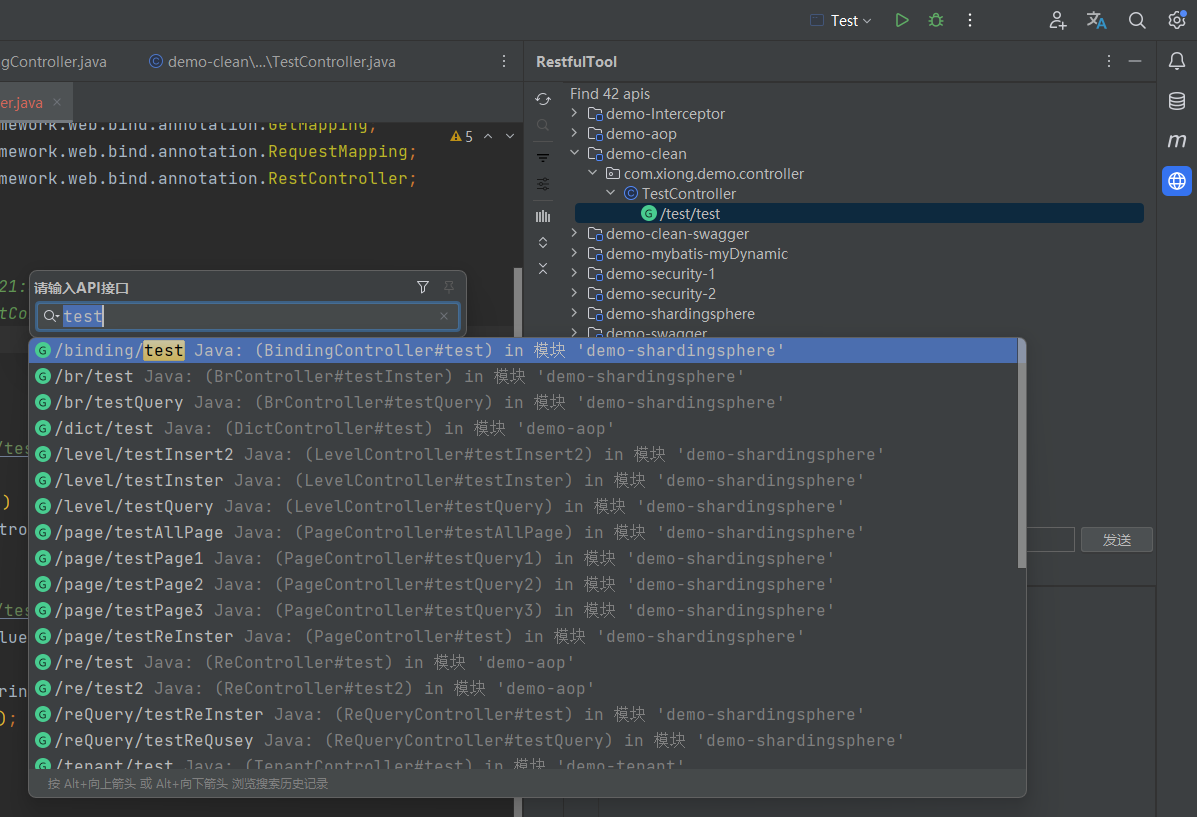 Test
gController.java
demo-clean\...\TestController.java
RestfulTool
er.java
Find 42 apis
demo-Interceptor
demo-aop
demo-clean
com.xiong.demo.controller
TestController
/test/test
demo-clean-swagger
demo-mybatis-myDynamic
demo-security-1
demo-security-2
demo-shardingsphere
demo-swagger
mework.web.bind.annotation.GetMapping;
5
mework.web.bind.annotation.RequestMapping;
mework.web.bind.annotation.RestController;
21:
tCo
请输入API接口
test
/binding/test Java: (BindingController#test) in 模块 'demo-shardingsphere'
/br/test Java: (BrController#testInster) in 模块 'demo-shardingsphere'
/br/testQuery Java: (BrController#testQuery) in 模块 'demo-shardingsphere'
/dict/test Java: (DictController#test) in 模块 'demo-aop'
/level/testInsert2 Java: (LevelController#testInsert2) in 模块 'demo-shardingsphere'
/level/testInster Java: (LevelController#testInster) in 模块 'demo-shardingsphere'
/level/testQuery Java: (LevelController#testQuery) in 模块 'demo-shardingsphere'
/page/testAllPage Java: (PageController#testAllPage) in 模块 'demo-shardingsphere'
/page/testPage1 Java: (PageController#testQuery1) in 模块 'demo-shardingsphere'
/page/testPage2 Java: (PageController#testQuery2) in 模块 'demo-shardingsphere'
/page/testPage3 Java: (PageController#testQuery3) in 模块 'demo-shardingsphere'
/page/testReInster Java: (PageController#test) in 模块 'demo-shardingsphere'
/re/test Java: (ReController#test) in 模块 'demo-aop'
/re/test2 Java: (ReController#test2) in 模块 'demo-aop'
/reQuery/testReInster Java: (ReQueryController#test) in 模块 'demo-shardingsphere'
/reQuery/testReQusey Java: (ReQueryController#testQuery) in 模块 'demo-shardingsphere'
/tenant/test Java: (TenantController#test) in 模块 'demo-tenant'
按 Alt+向上箭头 或 Alt+向下箭头 浏览搜索历史记录
/tes
)
tro
/tes
lue
rin
);
发送